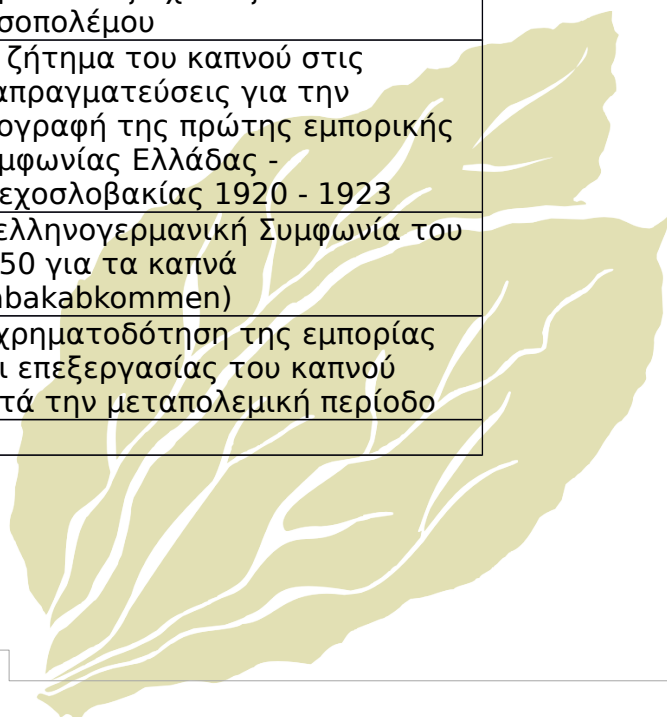 σοπολέμου
ζήτημα του καπνού στις
απραγματεύσεις για την
ογραφή της πρώτης εμπορικής
μφωνίας Ελλάδας -
εχοσλοβακίας 1920 - 1923
ελληνογερμανική Συμφωνία του
50 για τα καπνά
abakabkommen)
χρηματοδότηση της εμπορίας
ι επεξεργασίας του καπνού
τά την μεταπολεμική περίοδο